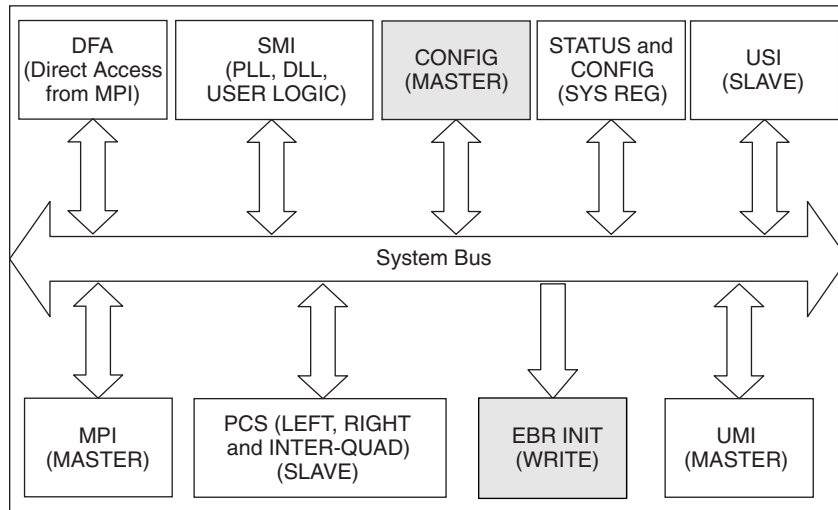 DFA
(Direct Access
from MPI)
SMI
(PLL, DLL,
USER LOGIC)
CONFIG
(MASTER)
STATUS and
CONFIG
(SYS REG)
USI
(SLAVE)
System Bus
MPI
(MASTER)
PCS (LEFT, RIGHT
and INTER-QUAD)
(SLAVE)
EBR INIT
(WRITE)
UMI
(MASTER)